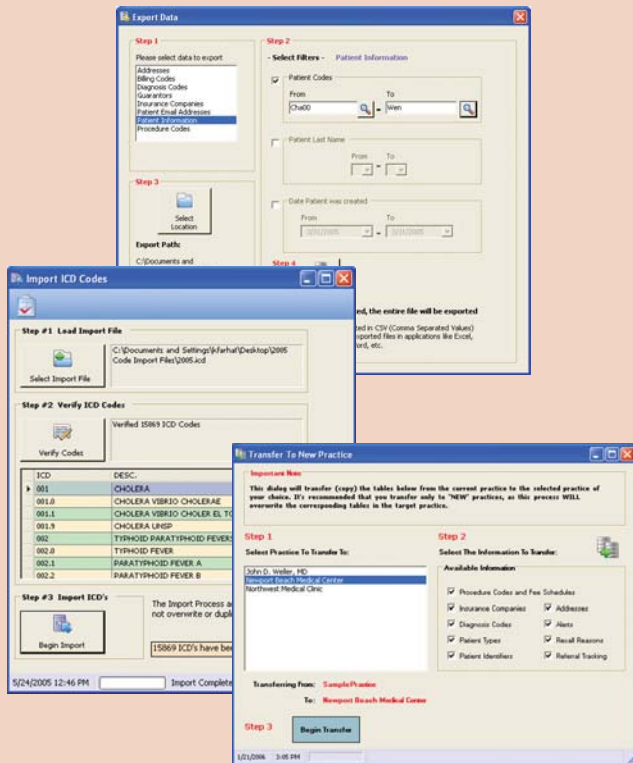 Export Data
Step 1
Please select data to export
Addresses
Billing Codes
Diagnosis Codes
Guarantors
Insurance Companies
Patient Email Addresses
Patient Information
Procedure Codes
Step 3
Select
Location
Export Path:
C:\Documents and
Step 2
- Select Filters - Patient Information
Patient Codes
From To
Cha00 - Wen
Patient Last Name
From To
-
Date Patient was created
From To
-
Step 4
ed, the entire file will be exported
ted in CSV (Comma Separated Values)
exported files in applications like Excel,
ord, etc.
Import ICD Codes
Step #1 Load Import File
Select Import File
C:\Documents and Settings\kfarhat\Desktop\2005
Code Import Files\2005.icd
Step #2 Verify ICD Codes
Verify Codes
Verified 15869 ICD Codes
ICD DESC.
001 CHOLERA
001.0 CHOLERA VIBRIO CHOLERAE
001.1 CHOLERA VIBRIO CHOLER EL TO
001.9 CHOLERA UNSP
002 TYPHOID PARATYPHOID FEVERS
002.0 TYPHOID FEVER
002.1 PARATYPHOID FEVER A
002.2 PARATYPHOID FEVER B
Step #3 Import ICD's
Begin Import
The Import Process a
not overwrite or dupl
15869 ICD's have bee
5/24/2005 12:46 PM Import Complete
Transfer To New Practice
Important Note
This dialog will transfer (copy) the tables below from the current practice to the selected practice of
your choice. It's recommended that you transfer only to "NEW" practices, as this process WILL
overwrite the corresponding tables in the target practice.
Step 1
Select Practice To Transfer To:
John D. Weller, MD
Newport Beach Medical Center
Northwest Medical Clinic
Step 2
Select The Information To Transfer:
Available Information
Procedure Codes and Fee Schedules
Insurance Companies Addresses
Diagnosis Codes Alerts
Patient Types Recall Reasons
Patient Identifiers Referral Tracking
Transferring from: Sample Practice
To: Newport Beach Medical Center
Step 3
Begin Transfer
1/21/2006 3:05 PM